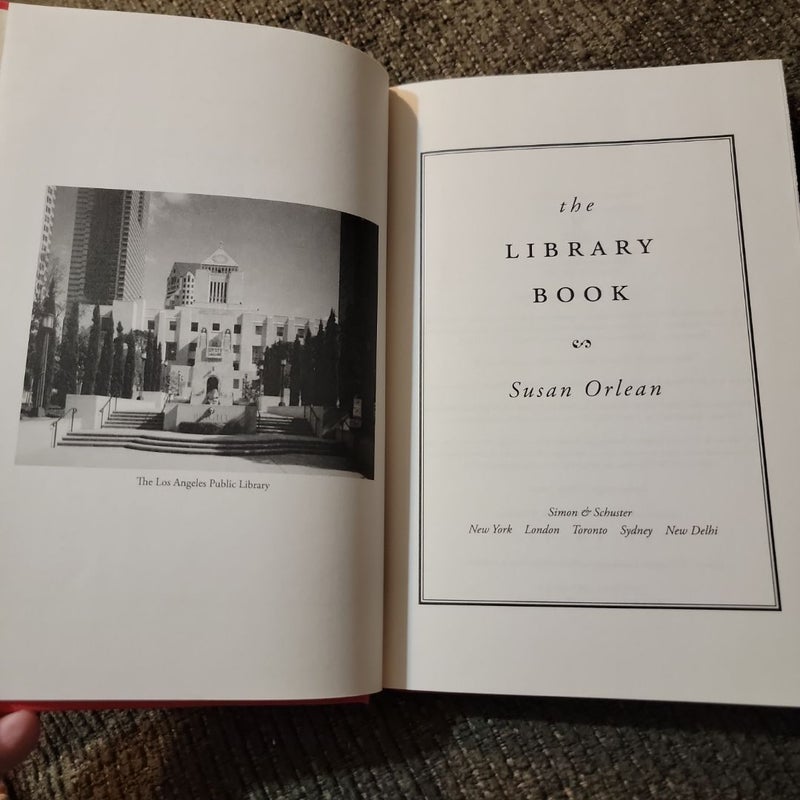 The Los Angeles Public Library
the
LIBRARY
BOOK
Susan Orlean
Simon & Schuster
New York London Toronto Sydney New Delhi